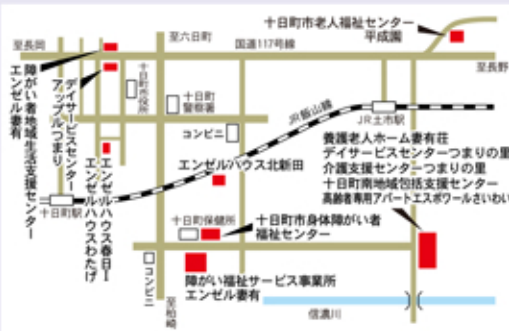 十日町市老人福祉センター
平成園
至六日町
至長岡
国道117号線
至長野
十日町市役所
十日町
警察署
JR飯山線
JR土市駅
コンビニ
障がい者地域生活支援センター
エンゼル妻有
デイサービスセンター
アップルつまり
エンゼルハウス春日Ⅰ
エンゼルハウスわたげ
エンゼルハウス北新田
養護老人ホーム妻有荘
デイサービスセンターつまりの里
介護支援センターつまりの里
十日町南地域包括支援センター
高齢者専用アパートエスポワールさいわい
十日町駅
十日町保健所
十日町市身体障がい者
福祉センター
コンビニ
障がい福祉サービス事業所
エンゼル妻有
至柏崎
信濃川